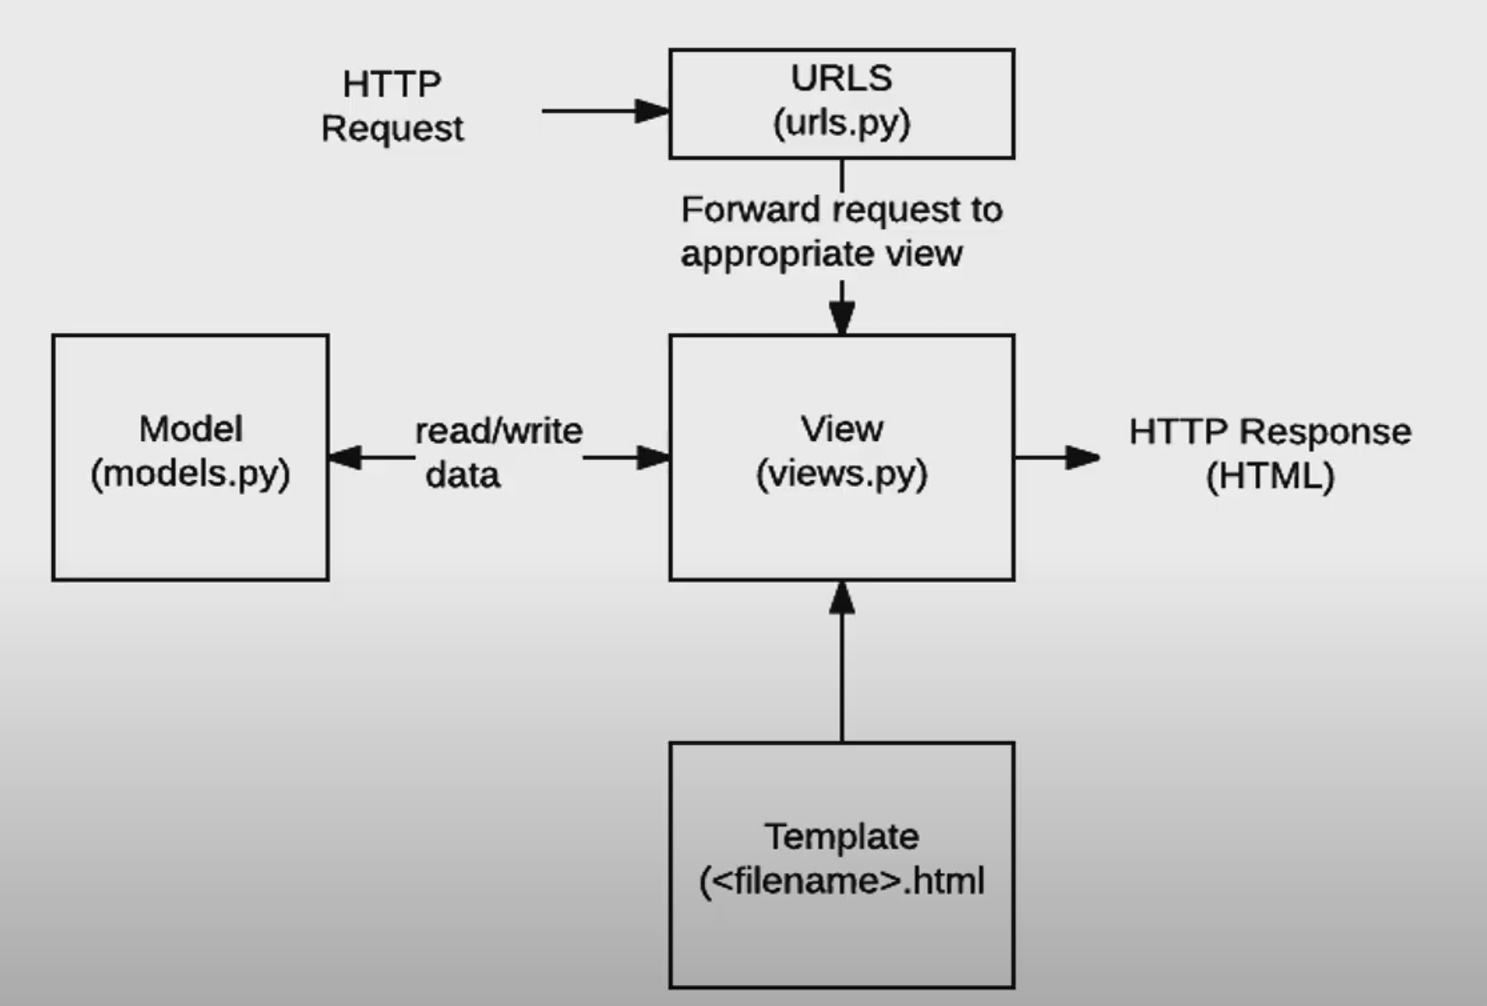 HTTP
Request
URLS
(urls.py)
Forward request to
appropriate view
Model
(models.py)
read/write
data
View
(views.py)
HTTP Response
(HTML)
Template
(<filename>.html